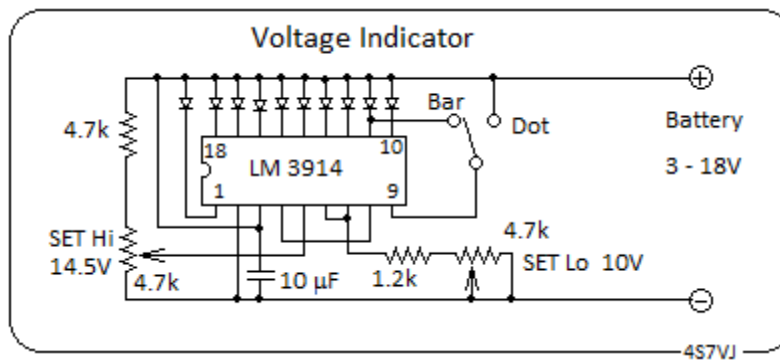 Voltage Indicator
+
4.7k
Bar
Dot
Battery
18
10
LM 3914
3 - 18V
1
9
SET Hi
14.5V
4.7k
4.7k
SET Lo 10V
10 µF
1.2k
−
4S7VJ